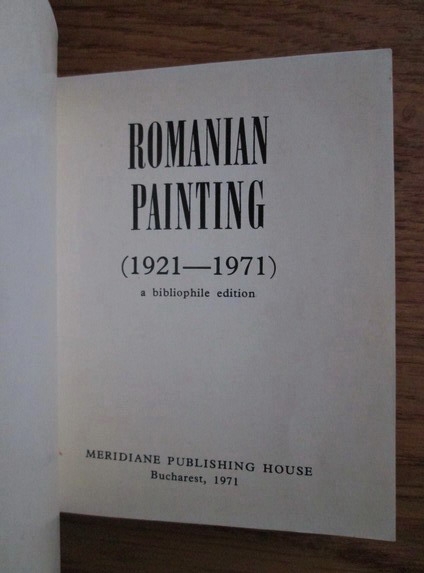 ROMANIAN
PAINTING
(1921—1971)
a bibliophile edition
MERIDIANE PUBLISHING HOUSE
Bucharest, 1971